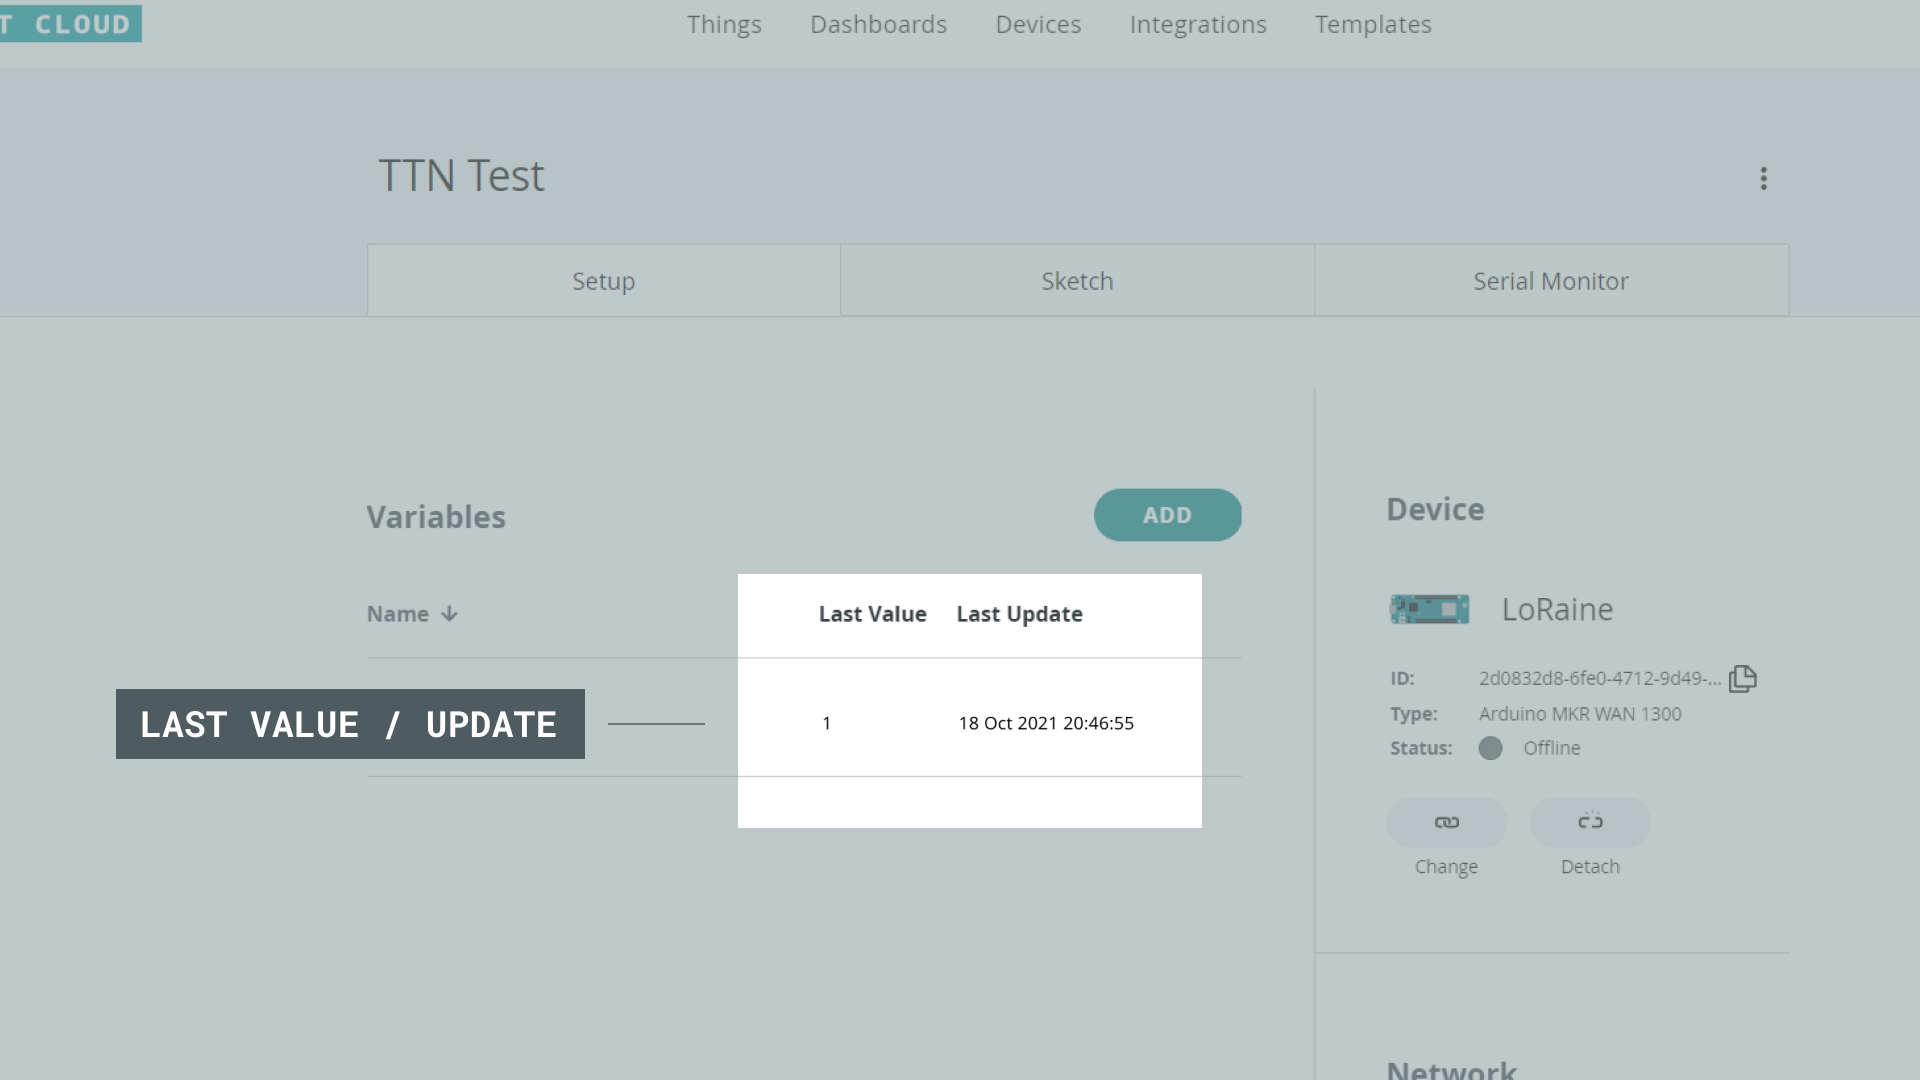 T CLOUD
Things Dashboards Devices Integrations Templates
TTN Test
Setup Sketch Serial Monitor
Variables
ADD
Name Last Value Last Update
LAST VALUE / UPDATE
1 18 Oct 2021 20:46:55
Device
LoRaine
ID: 2d0832d8-6fe0-4712-9d49-...
Type: Arduino MKR WAN 1300
Status: Offline
Change Detach
Network